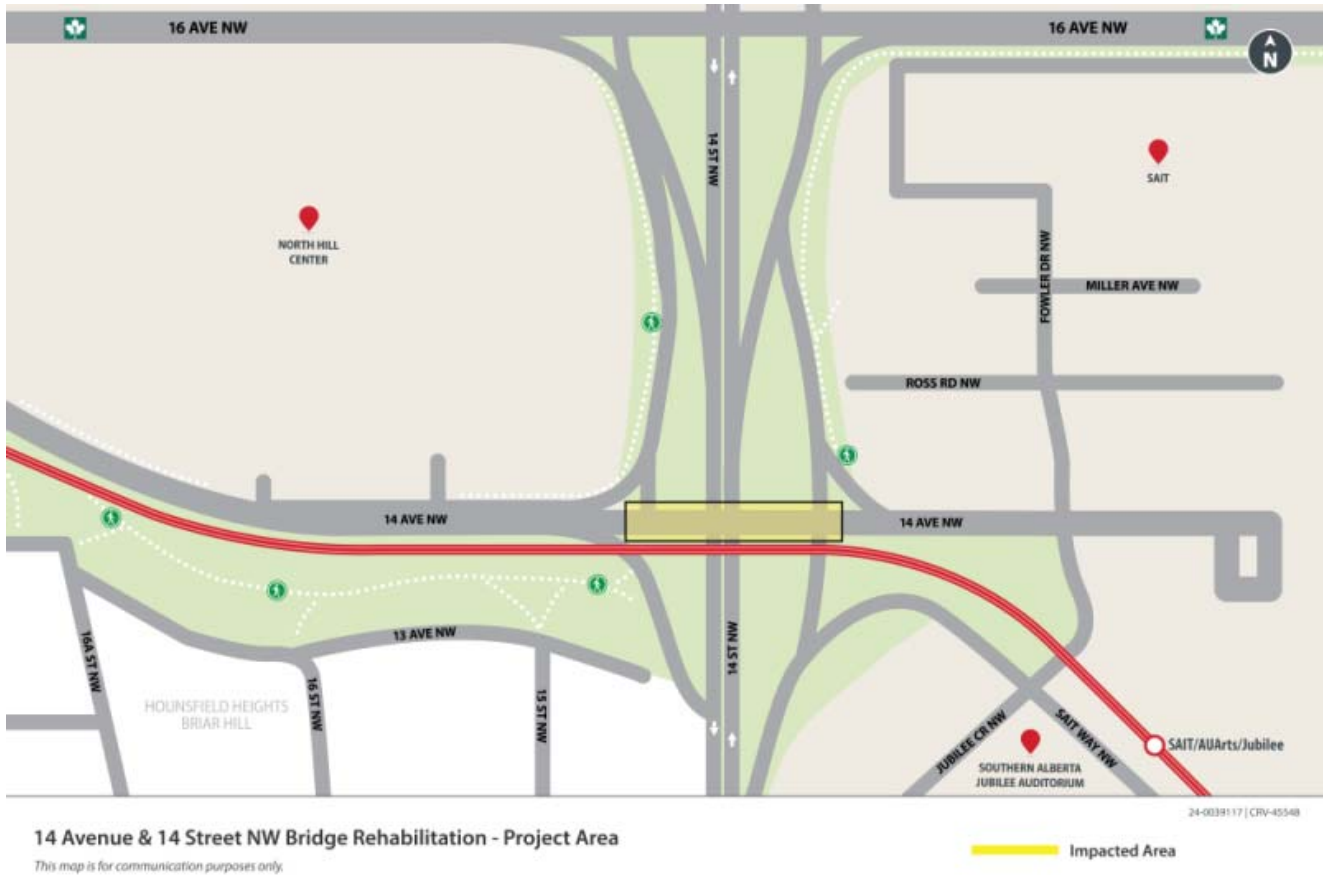 16 AVE NW
16 AVE NW
N
14 ST NW
SAIT
NORTH HILL
CENTER
FOWLER DR NW
MILLER AVE NW
ROSS RD NW
14 AVE NW
14 AVE NW
13 AVE NW
16A ST NW
16 ST NW
15 ST NW
14 ST NW
HOUNSFIELD HEIGHTS
BRIAR HILL
JUBILEE CR NW
SAIT WAY NW
SAIT/AUArts/Jubilee
SOUTHERN ALBERTA
JUBILEE AUDITORIUM
24-0039117 | CRV-45548
14 Avenue & 14 Street NW Bridge Rehabilitation - Project Area
This map is for communication purposes only.
Impacted Area